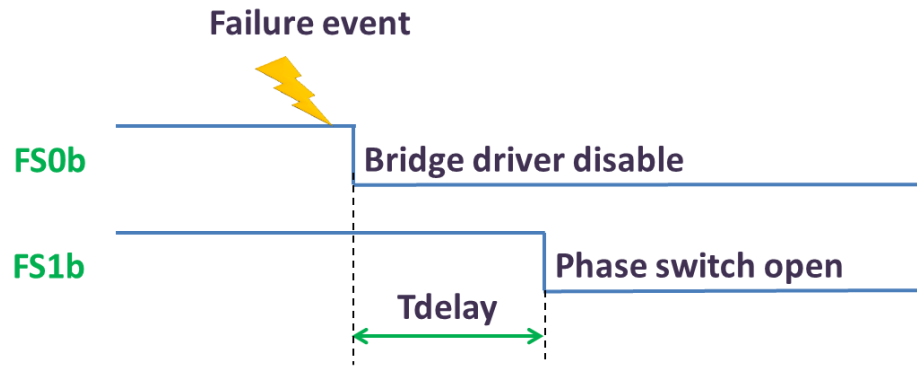 Failure event
FS0b
Bridge driver disable
FS1b
Phase switch open
Tdelay